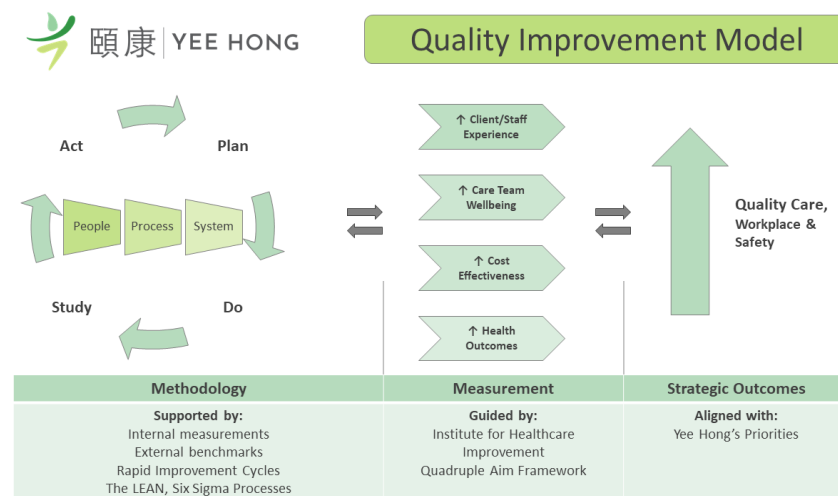 頤康 YEE HONG
Quality Improvement Model
Act
Plan
People
Process
System
Study
Do
↑ Client/Staff
Experience
↑ Care Team
Wellbeing
↑ Cost
Effectiveness
↑ Health
Outcomes
Quality Care,
Workplace &
Safety
Methodology
Supported by:
Internal measurements
External benchmarks
Rapid Improvement Cycles
The LEAN, Six Sigma Processes
Measurement
Guided by:
Institute for Healthcare
Improvement
Quadruple Aim Framework
Strategic Outcomes
Aligned with:
Yee Hong's Priorities